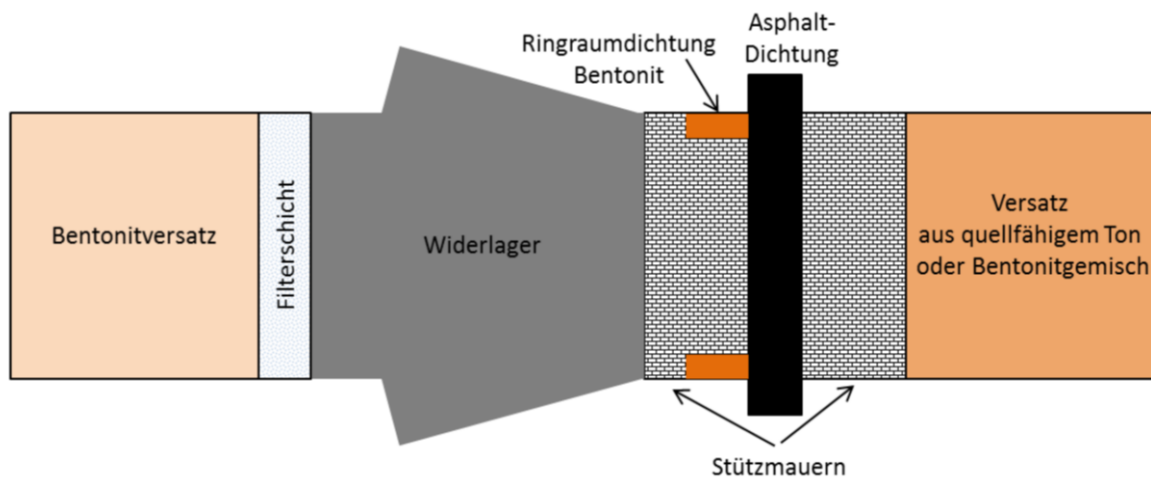 Asphalt-
Dichtung
Ringraumdichtung
Bentonit
Bentonitversatz
Filterschicht
Widerlager
Versatz
aus quellfähigem Ton
oder Bentonitgemisch
Stützmauern